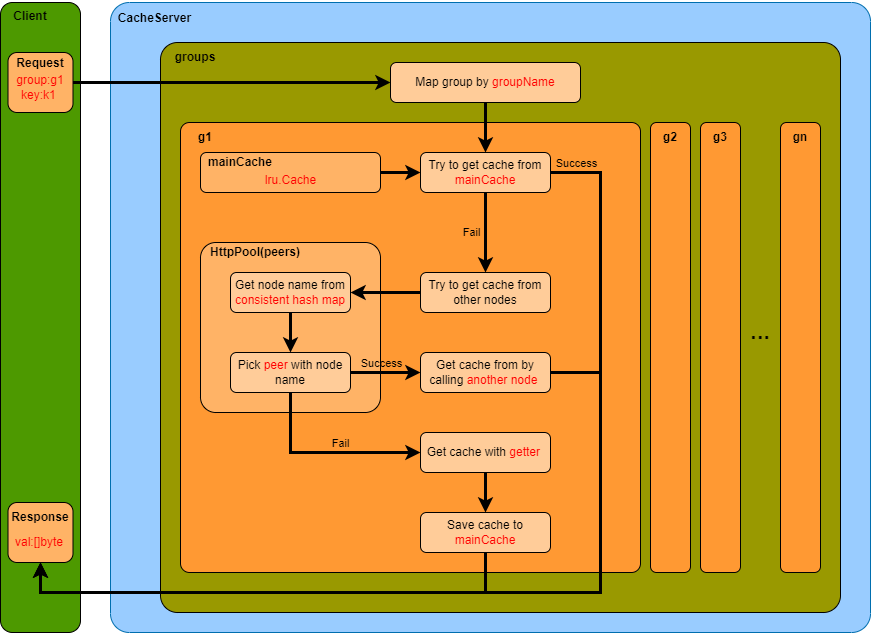 Client
CacheServer
groups
Request
group:g1
key:k1
Map group by groupName
g1
g2
g3
gn
mainCache
lru.Cache
Try to get cache from
mainCache
Success
Fail
HttpPool(peers)
Get node name from
consistent hash map
Try to get cache from
other nodes
...
Pick peer with node
name
Success
Get cache from by
calling another node
Fail
Get cache with getter
Response
val:[]byte
Save cache to
mainCache